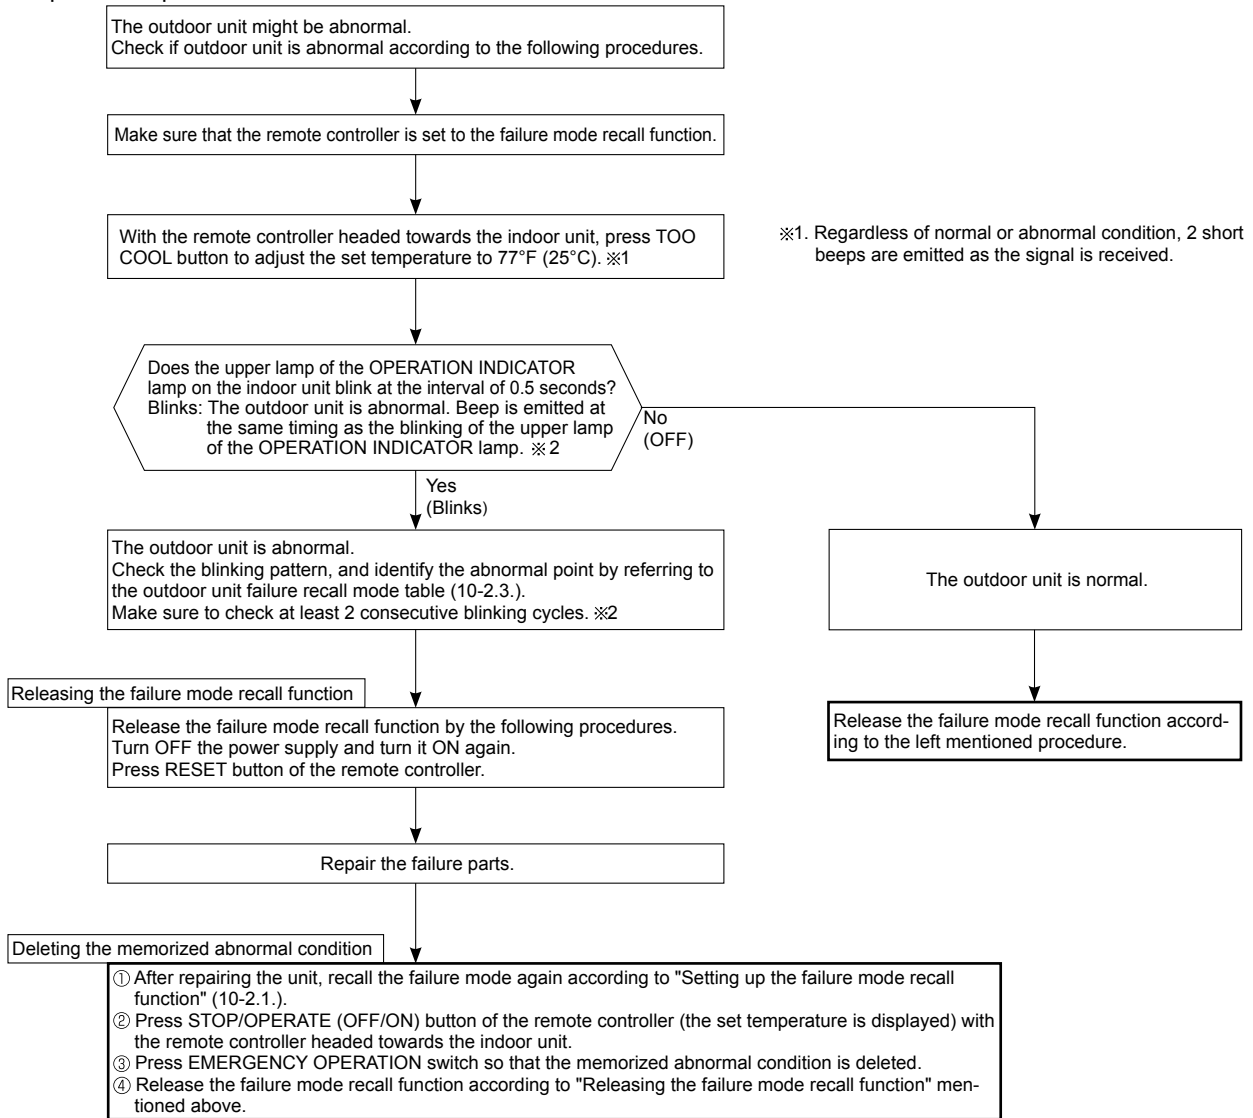 The outdoor unit might be abnormal.
Check if outdoor unit is abnormal according to the following procedures.
Make sure that the remote controller is set to the failure mode recall function.
With the remote controller headed towards the indoor unit, press TOO
COOL button to adjust the set temperature to 77°F (25°C). ※1
※1. Regardless of normal or abnormal condition, 2 short
beeps are emitted as the signal is received.
Does the upper lamp of the OPERATION INDICATOR
lamp on the indoor unit blink at the interval of 0.5 seconds?
Blinks: The outdoor unit is abnormal. Beep is emitted at
the same timing as the blinking of the upper lamp
of the OPERATION INDICATOR lamp. ※2
No
(OFF)
Yes
(Blinks)
The outdoor unit is abnormal.
Check the blinking pattern, and identify the abnormal point by referring to
the outdoor unit failure recall mode table (10-2.3.).
Make sure to check at least 2 consecutive blinking cycles. ※2
The outdoor unit is normal.
Releasing the failure mode recall function
Release the failure mode recall function by the following procedures.
Turn OFF the power supply and turn it ON again.
Press RESET button of the remote controller.
Release the failure mode recall function accord-
ing to the left mentioned procedure.
Repair the failure parts.
Deleting the memorized abnormal condition
① After repairing the unit, recall the failure mode again according to "Setting up the failure mode recall
function" (10-2.1.).
② Press STOP/OPERATE (OFF/ON) button of the remote controller (the set temperature is displayed) with
the remote controller headed towards the indoor unit.
③ Press EMERGENCY OPERATION switch so that the memorized abnormal condition is deleted.
④ Release the failure mode recall function according to "Releasing the failure mode recall function" men-
tioned above.